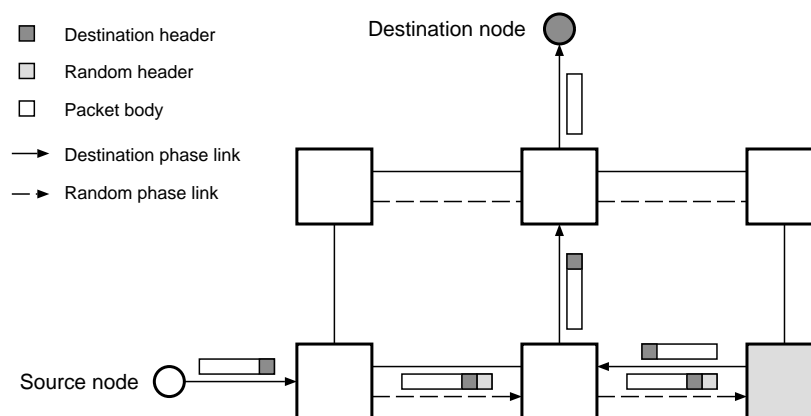 Destination header
Random header
Packet body
Destination phase link
Random phase link
Destination node
Source node